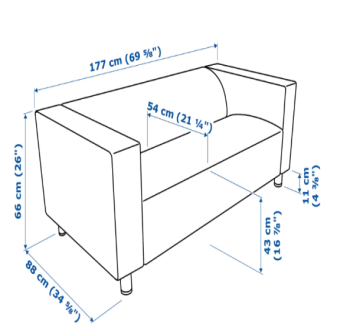 177 cm (69 ⅝")
54 cm (21 ¼")
66 cm (26")
11 cm
(4 ⅜")
43 cm
(16 ⅞")
88 cm (34 ⅝")